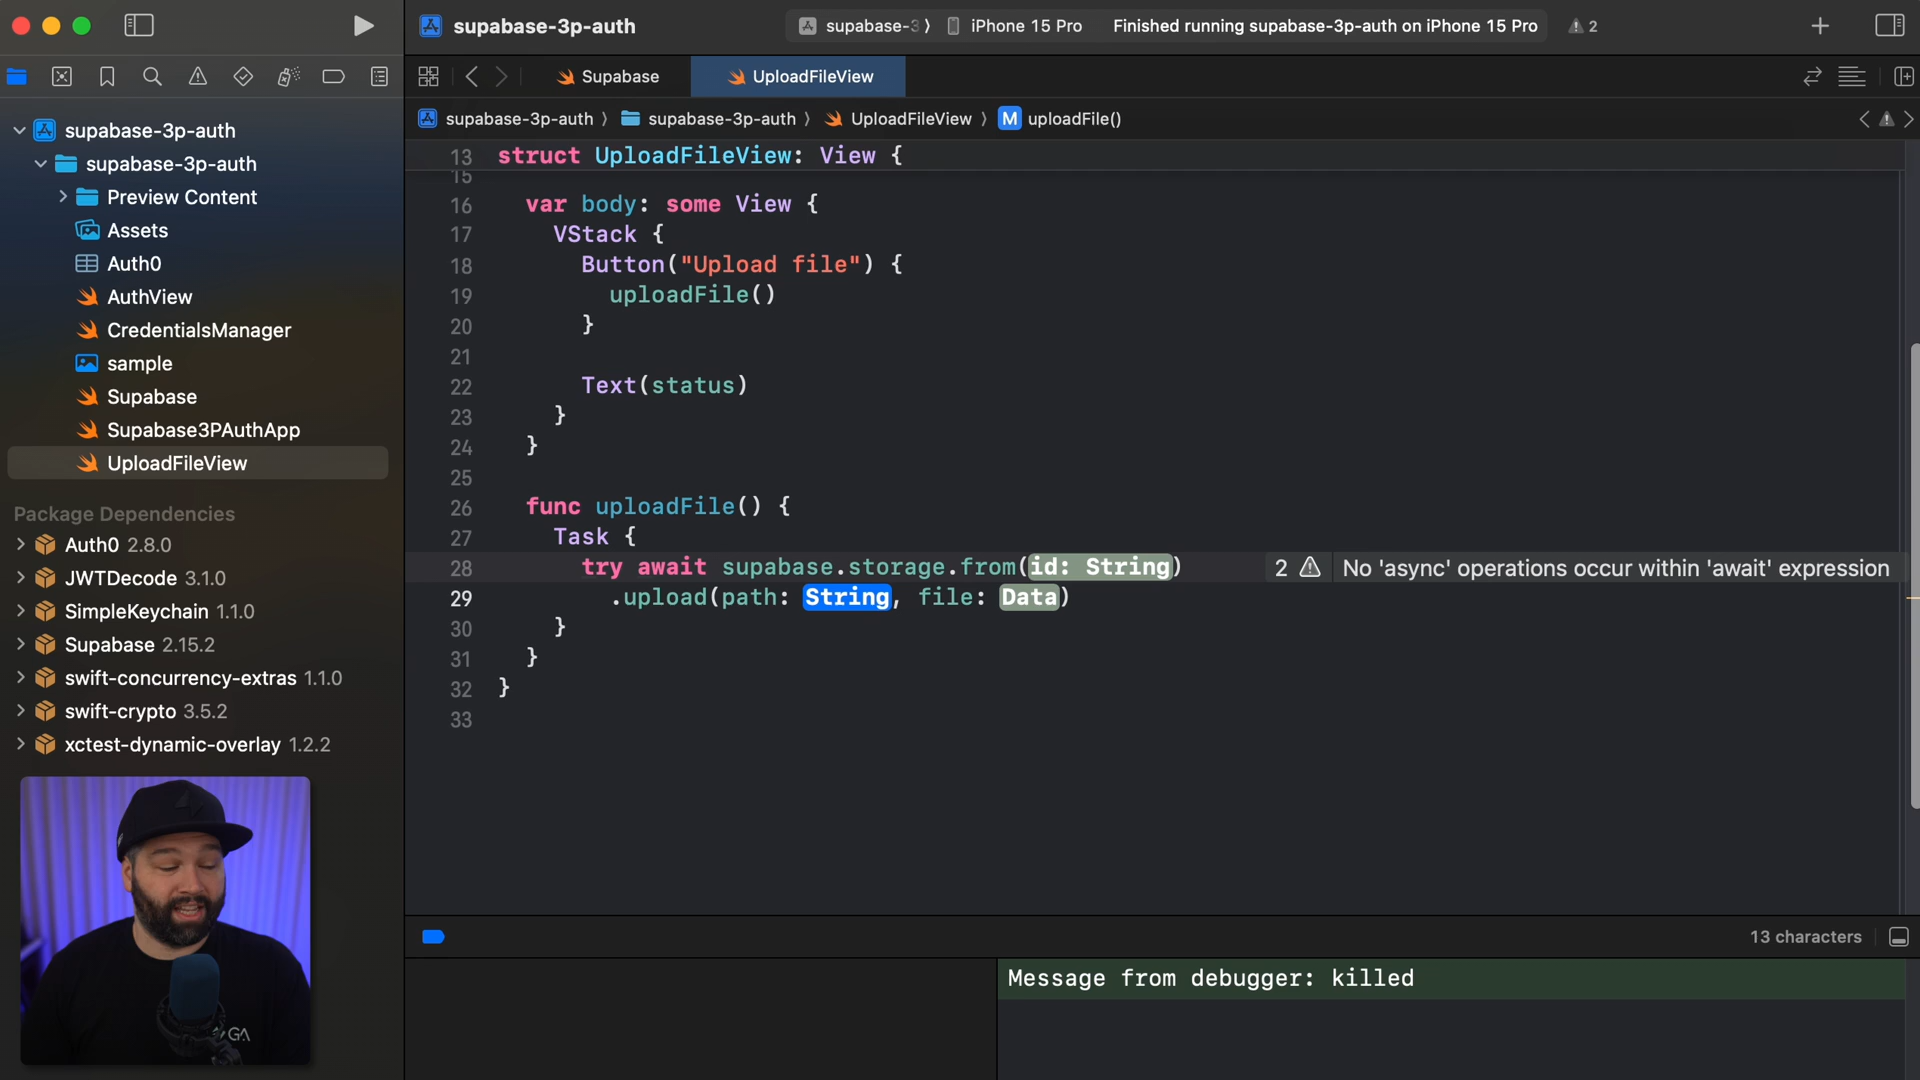 supabase-3p-auth
supabase-3 ⟩ iPhone 15 Pro
Finished running supabase-3p-auth on iPhone 15 Pro
2
Supabase
UploadFileView
supabase-3p-auth ⟩ supabase-3p-auth ⟩ UploadFileView ⟩ M uploadFile()
supabase-3p-auth
supabase-3p-auth
Preview Content
Assets
Auth0
AuthView
CredentialsManager
sample
Supabase
Supabase3PAuthApp
UploadFileView
Package Dependencies
Auth0 2.8.0
JWTDecode 3.1.0
SimpleKeychain 1.1.0
Supabase 2.15.2
swift-concurrency-extras 1.1.0
swift-crypto 3.5.2
xctest-dynamic-overlay 1.2.2
GA
13 struct UploadFileView: View {
15
16 var body: some View {
17 VStack {
18 Button("Upload file") {
19 uploadFile()
20 }
21
22 Text(status)
23 }
24 }
25
26 func uploadFile() {
27 Task {
28 try await supabase.storage.from(id: String) 2 No 'async' operations occur within 'await' expression
29 .upload(path: String, file: Data)
30 }
31 }
32 }
33
13 characters
Message from debugger: killed